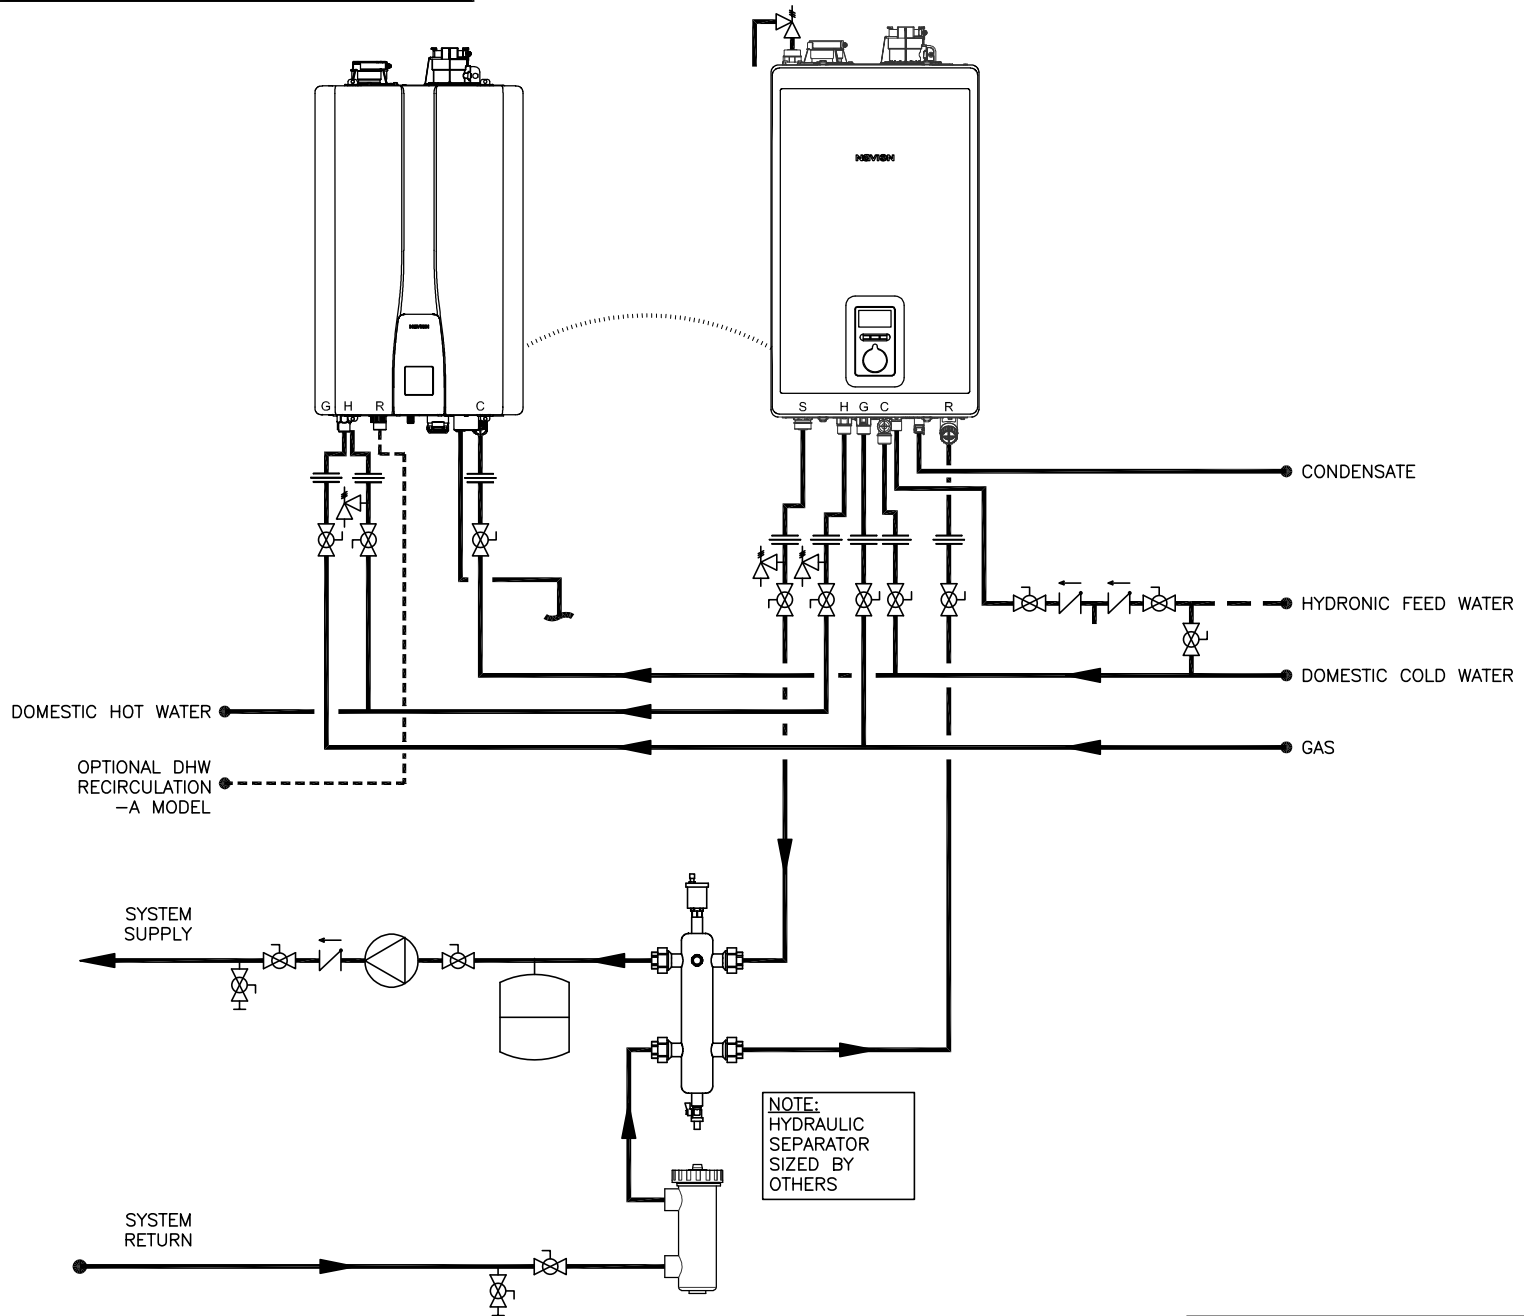 NAVIEN
NAVIEN
G H R C
S H G C R
CONDENSATE
HYDRONIC FEED WATER
DOMESTIC COLD WATER
DOMESTIC HOT WATER
GAS
OPTIONAL DHW
RECIRCULATION
-A MODEL
SYSTEM
SUPPLY
NOTE:
HYDRAULIC
SEPARATOR
SIZED BY
OTHERS
SYSTEM
RETURN